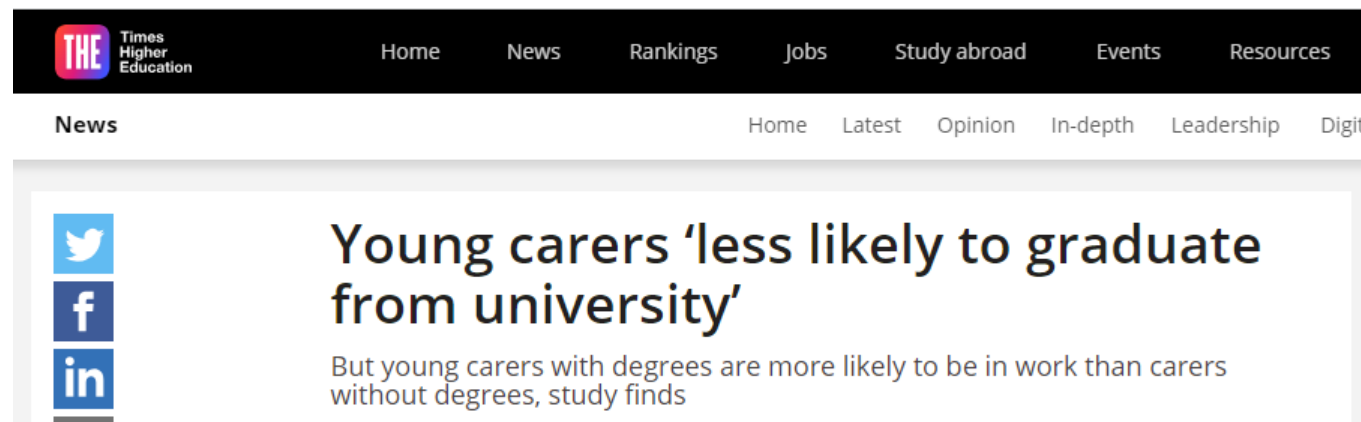 THE Times Higher Education
Home News Rankings Jobs Study abroad Events Resources
News
Home Latest Opinion In-depth Leadership Digit
Young carers ‘less likely to graduate
from university’
But young carers with degrees are more likely to be in work than carers
without degrees, study finds
f
in